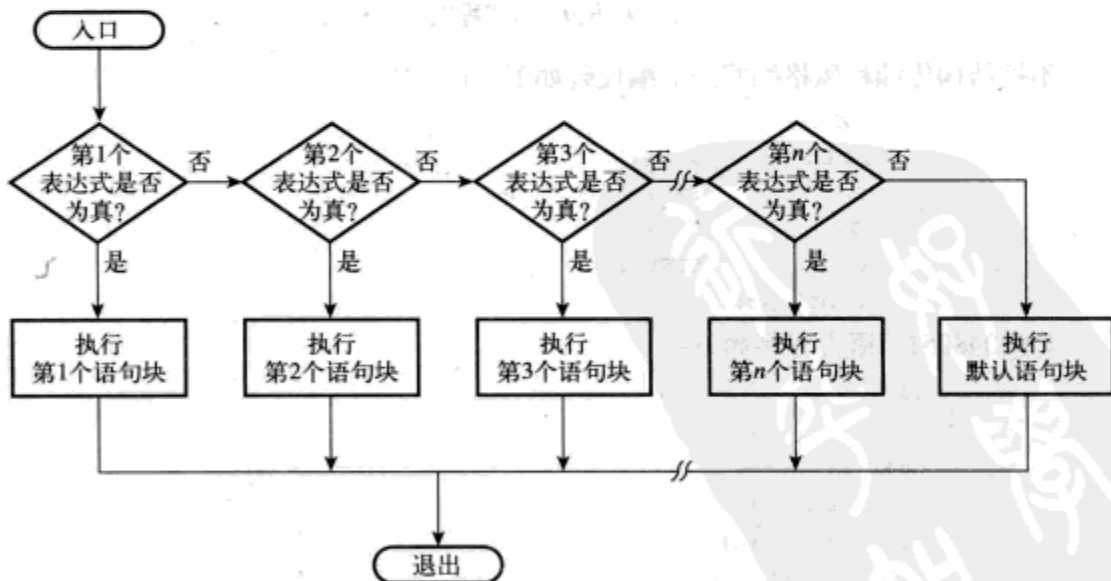 入口
第1个
表达式是否
为真?
否
第2个
表达式是否
为真?
否
第3个
表达式是否
为真?
否
第n个
表达式是否
为真?
否
是
是
是
是
执行
第1个语句块
执行
第2个语句块
执行
第3个语句块
执行
第n个语句块
执行
默认语句块
退出